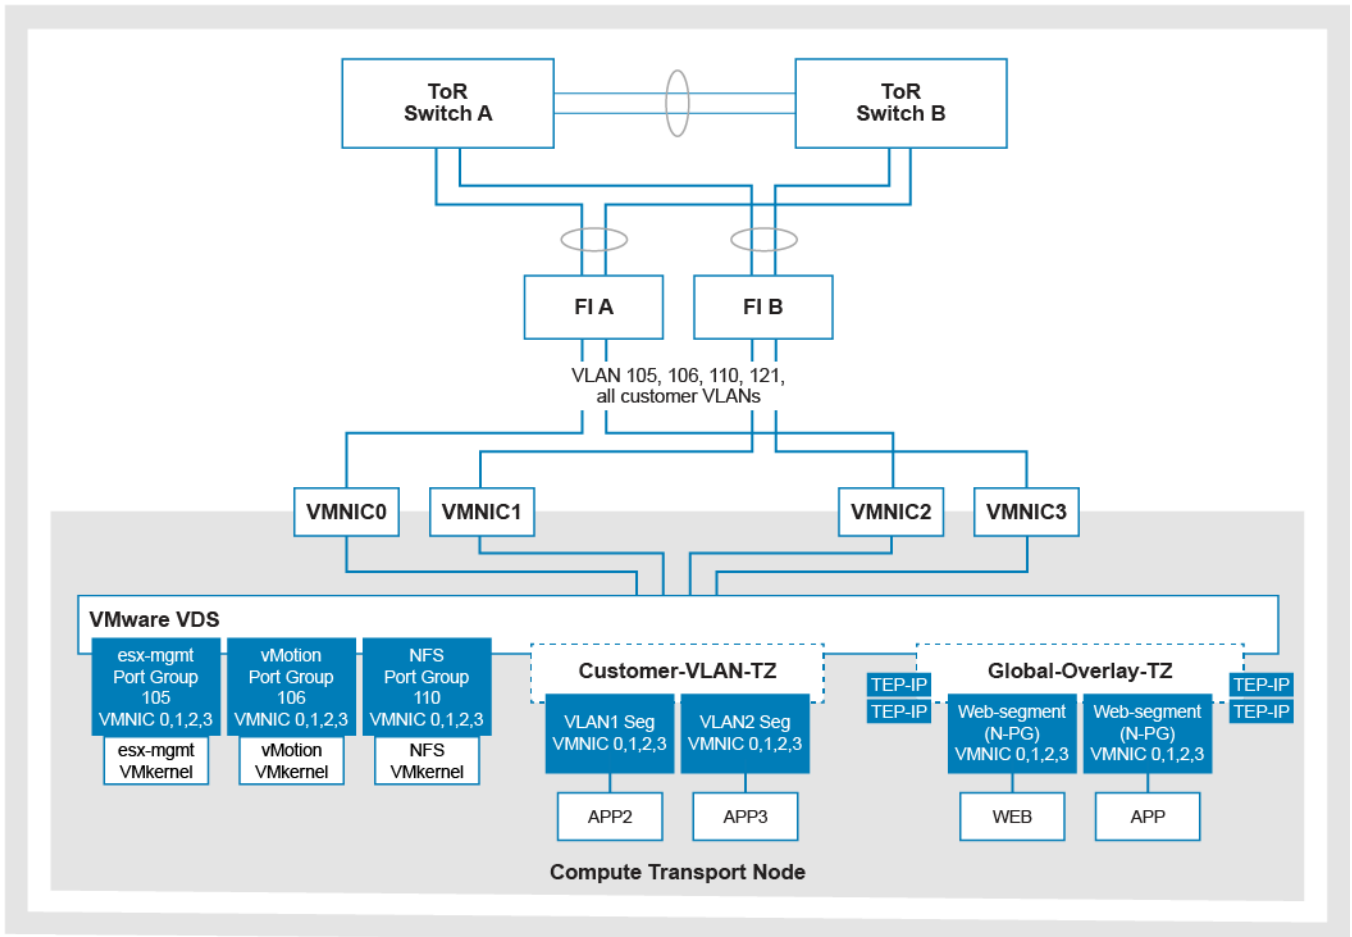 ToR
Switch A
ToR
Switch B
FI A
FI B
VLAN 105, 106, 110, 121,
all customer VLANs
VMNIC0
VMNIC1
VMNIC2
VMNIC3
VMware VDS
esx-mgmt
Port Group
105
VMNIC 0,1,2,3
esx-mgmt
VMkernel
vMotion
Port Group
106
VMNIC 0,1,2,3
vMotion
VMkernel
NFS
Port Group
110
VMNIC 0,1,2,3
NFS
VMkernel
Customer-VLAN-TZ
VLAN1 Seg
VMNIC 0,1,2,3
APP2
VLAN2 Seg
VMNIC 0,1,2,3
APP3
Global-Overlay-TZ
TEP-IP
TEP-IP
TEP-IP
TEP-IP
Web-segment
(N-PG)
VMNIC 0,1,2,3
WEB
Web-segment
(N-PG)
VMNIC 0,1,2,3
APP
Compute Transport Node